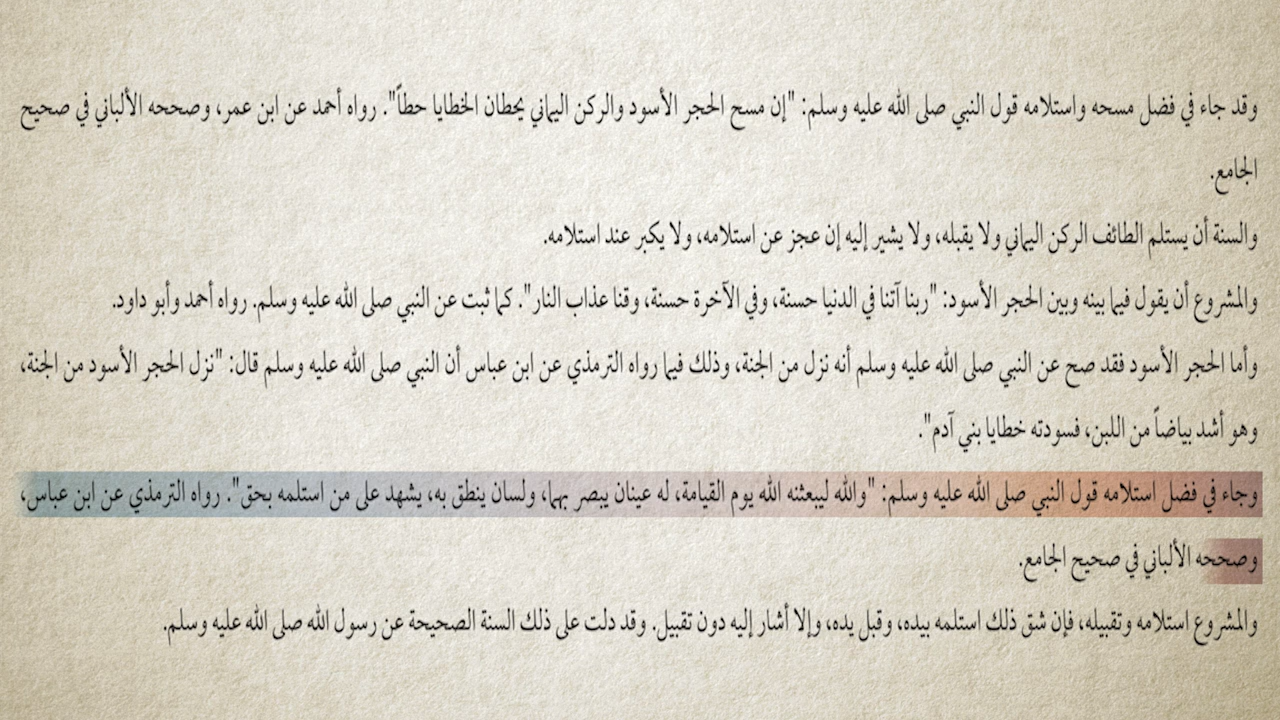 وقد جاء في فضل مسحه واستلامه قول النبي صلى الله عليه وسلم: "إن مسح الحجر الأسود والركن اليماني يحطان الخطايا حطاً". رواه أحمد عن ابن عمر، وصححه الألباني في صحيح
الجامع.
والسنة أن يستلم الطائف الركن اليماني ولا يقبله، ولا يشير إليه إن عجز عن استلامه، ولا يكبر عند استلامه.
والمشروع أن يقول فيما بينه وبين الحجر الأسود: "ربنا آتنا في الدنيا حسنة، وفي الآخرة حسنة، وقنا عذاب النار". كما ثبت عن النبي صلى الله عليه وسلم. رواه أحمد وأبو داود.
وأما الحجر الأسود فقد صح عن النبي صلى الله عليه وسلم أنه نزل من الجنة، وذلك فيما رواه الترمذي عن ابن عباس أن النبي صلى الله عليه وسلم قال: "نزل الحجر الأسود من الجنة،
وهو أشد بياضاً من اللبن، فسودته خطايا بني آدم".
وجاء في فضل استلامه قول النبي صلى الله عليه وسلم: "والله ليبعثنه الله يوم القيامة، له عينان يبصر بهما، ولسان ينطق به، يشهد على من استلمه بحق". رواه الترمذي عن ابن عباس،
وصححه الألباني في صحيح الجامع.
والمشروع استلامه وتقبيله، فإن شق ذلك استلمه بيده، وقبل يده، وإلا أشار إليه دون تقبيل. وقد دلت على ذلك السنة الصحيحة عن رسول الله صلى الله عليه وسلم.